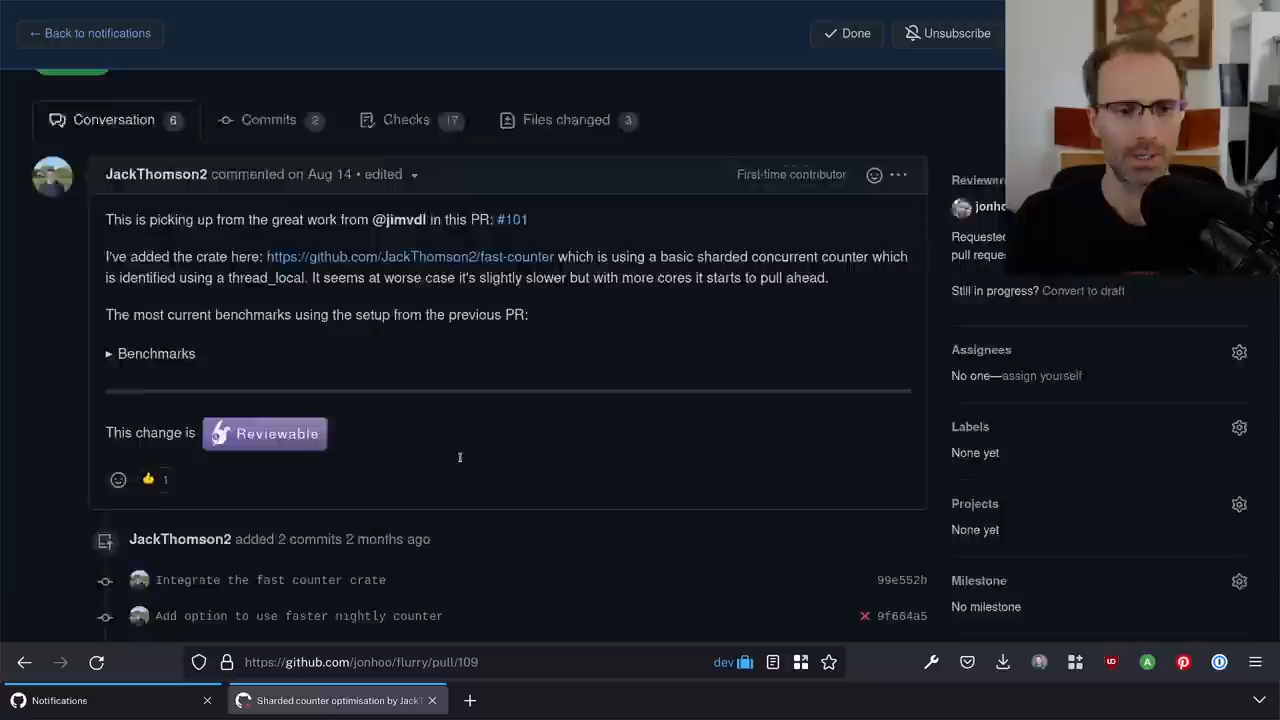 ← Back to notifications
Done
Unsubscribe
Conversation 6
Commits 2
Checks 17
Files changed 3
JackThomson2 commented on Aug 14 • edited
First-time contributor
This is picking up from the great work from @jimvdl in this PR: #101
I've added the crate here: https://github.com/JackThomson2/fast-counter which is using a basic sharded concurrent counter which
is identified using a thread_local. It seems at worse case it's slightly slower but with more cores it starts to pull ahead.
The most current benchmarks using the setup from the previous PR:
Benchmarks
This change is Reviewable
1
JackThomson2 added 2 commits 2 months ago
Integrate the fast counter crate 99e552b
Add option to use faster nightly counter 9f664a5
Reviewe
jonho
Requested
pull reque
Still in progress? Convert to draft
Assignees
No one—assign yourself
Labels
None yet
Projects
None yet
Milestone
No milestone
https://github.com/jonhoo/flurry/pull/109
dev
Notifications
Sharded counter optimisation by JackT